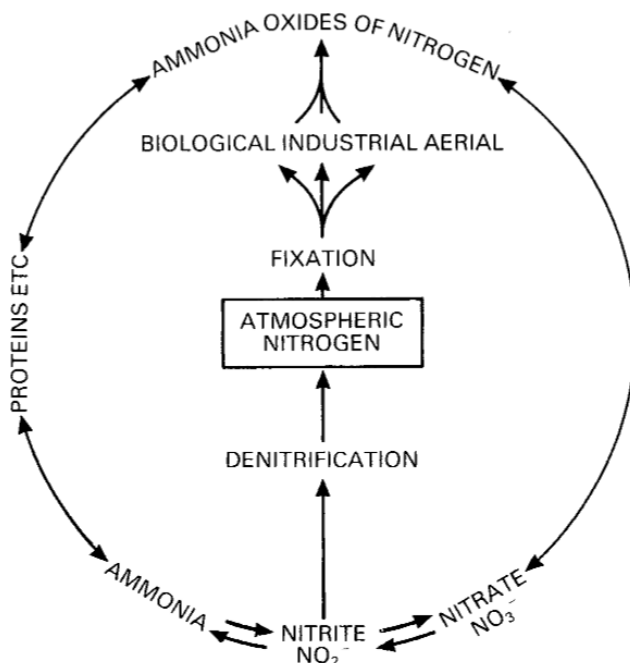 AMMONIA OXIDES OF NITROGEN
BIOLOGICAL INDUSTRIAL AERIAL
FIXATION
ATMOSPHERIC
NITROGEN
PROTEINS ETC
DENITRIFICATION
AMMONIA
NITRITE
NO₂⁻
NITRATE
NO₃⁻